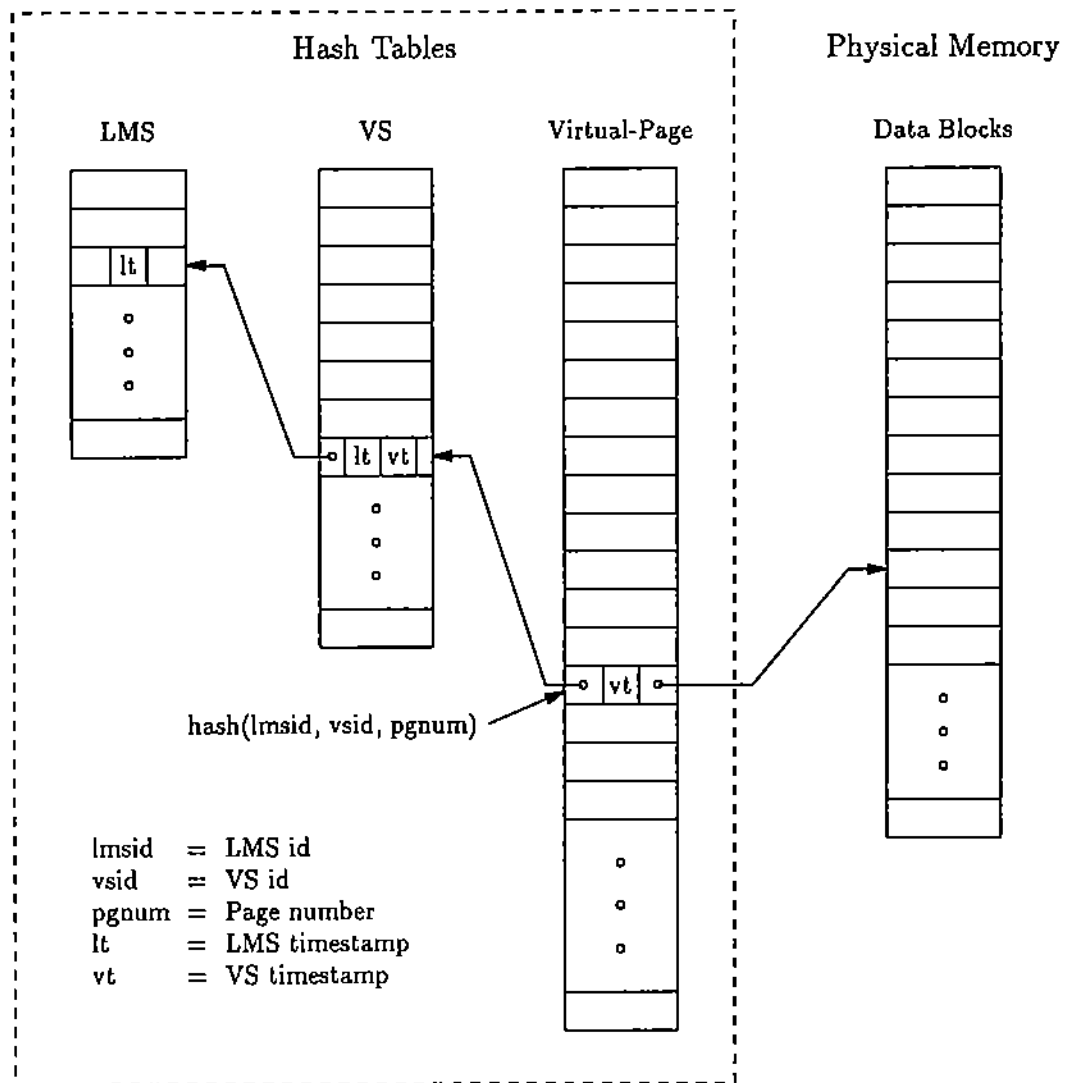 Hash Tables
Physical Memory
LMS
VS
Virtual-Page
Data Blocks
lt
lt vt
vt
hash(lmsid, vsid, pgnum)
lmsid = LMS id
vsid = VS id
pgnum = Page number
lt = LMS timestamp
vt = VS timestamp